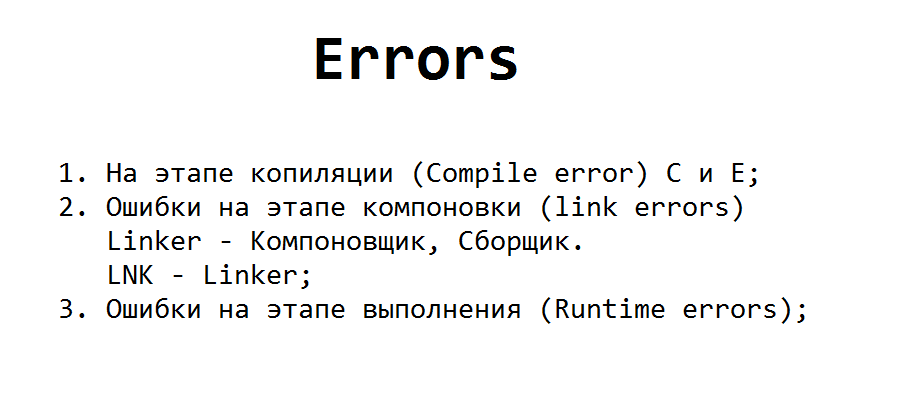 Errors
1. На этапе копиляции (Compile error) C и E;
2. Ошибки на этапе компоновки (link errors)
Linker - Компоновщик, Сборщик.
LNK - Linker;
3. Ошибки на этапе выполнения (Runtime errors);